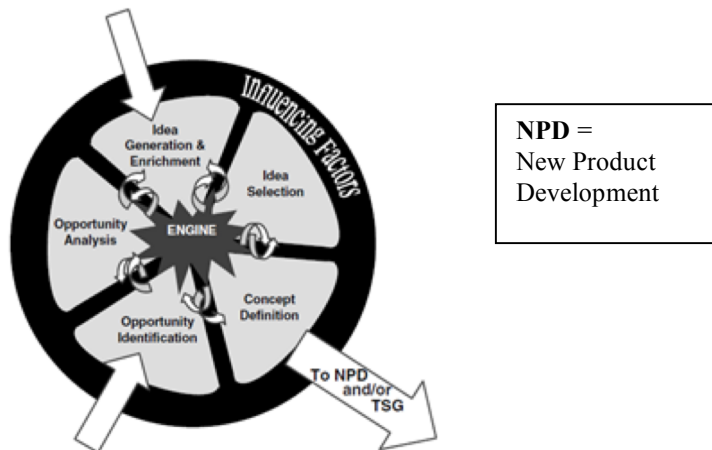 Influencing Factors
Idea
Generation &
Enrichment
Idea
Selection
Opportunity
Analysis
ENGINE
Concept
Definition
Opportunity
Identification
To NPD
and/or
TSG
NPD =
New Product
Development